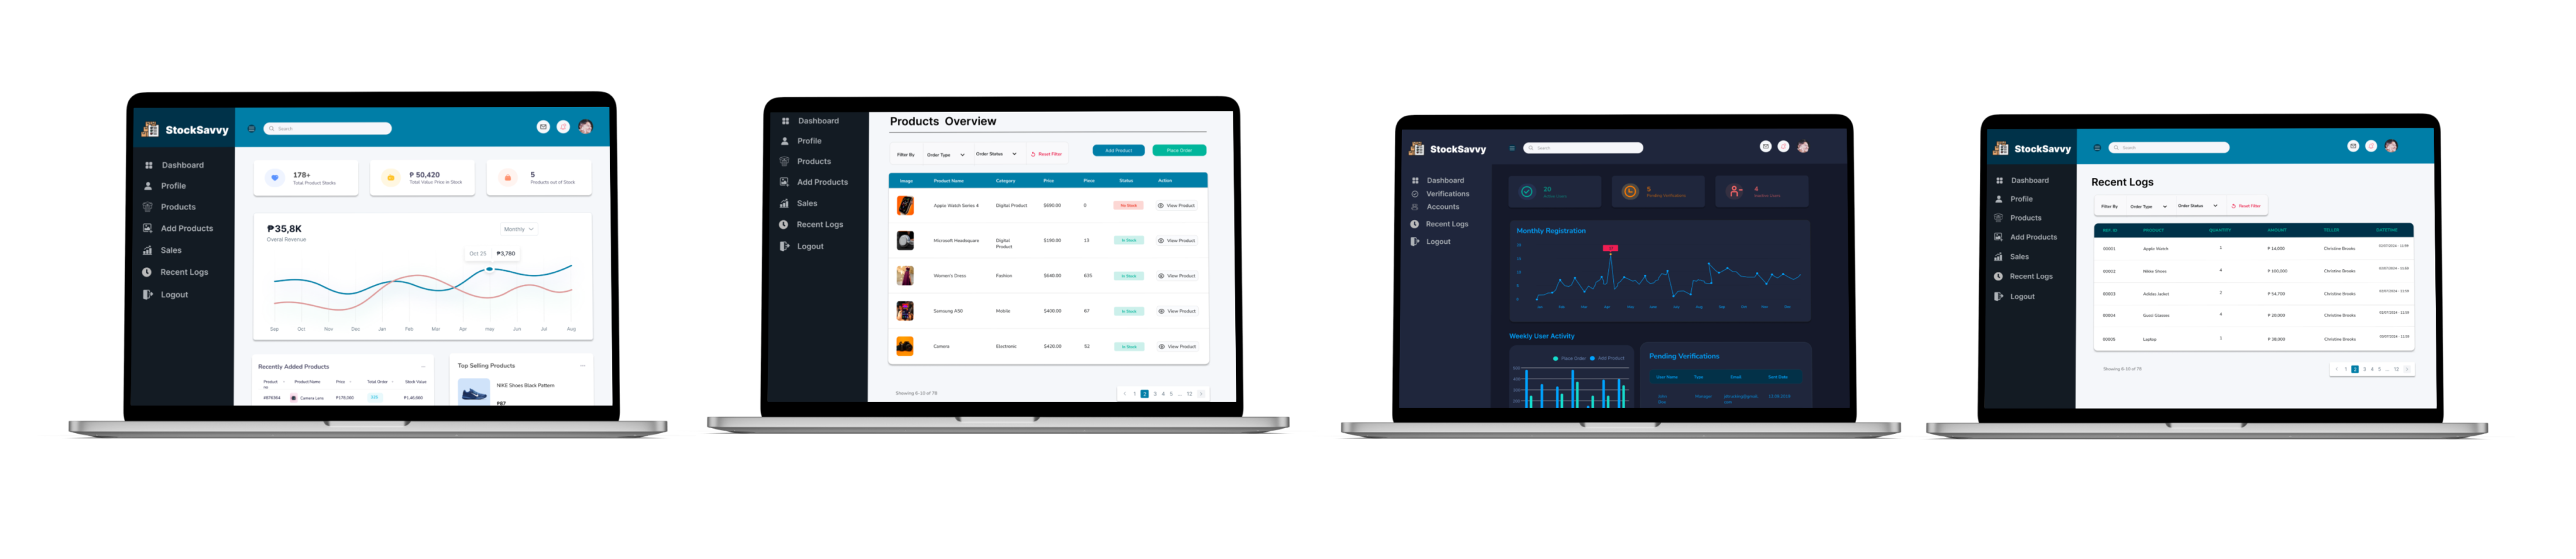 StockSavvy
Search
Dashboard
Profile
Products
Add Products
Sales
Recent Logs
Logout
178+
Total Product Stocks
₱ 50,420
Total Value Price in Stock
5
Products out of Stock
₱35,8K
Overal Revenue
Monthly
Oct 25 ₱3,780
Sep Oct Nov Dec Jan Feb Mar Apr may Jun Jul Aug
Recently Added Products
Product Product Name Price Total Order Stock Value
Camera Lens ₱178,000
Top Selling Products
NIKE Shoes Black Pattern
₱87
Dashboard
Profile
Products
Add Products
Sales
Recent Logs
Logout
Products Overview
Filter By Order Type Order Status Reset Filter
Add Product
Place Order
Image Product Name Category Price Piece Status Action
Apple Watch Series 4 Digital Product $690.00 0 No Stock View Product
Microsoft Headsquare Digital Product $190.00 13 In Stock View Product
Women's Dress Fashion $640.00 635 In Stock View Product
Samsung A50 Mobile $400.00 67 In Stock View Product
Camera Electronic $420.00 52 In Stock View Product
Showing 6-10 of 78
1 2 3 4 5 ... 12
StockSavvy
Search
Dashboard
Verifications
Accounts
Recent Logs
Logout
20
5
Pending Verifications
4
Monthly Registration
Weekly User Activity
Place Order Add Product
Pending Verifications
User Name Type Email Sent Date
John Doe Manager
StockSavvy
Search
Dashboard
Profile
Products
Add Products
Sales
Recent Logs
Logout
Recent Logs
Filter By Order Type Order Status Reset Filter
REF. ID PRODUCT QUANTITY AMOUNT TELLER DATETIME
00001 Apple Watch 1 ₱ 14,000 Christine Brooks
00002 Nikke Shoes 4 ₱ 100,000 Christine Brooks
00003 Adidas Jacket 2 ₱ 54,700 Christine Brooks
00004 Gucci Glasses 4 ₱ 20,000 Christine Brooks
00005 Laptop 1 ₱ 38,000 Christine Brooks
Showing 6-10 of 78
1 2 3 4 5 ... 12